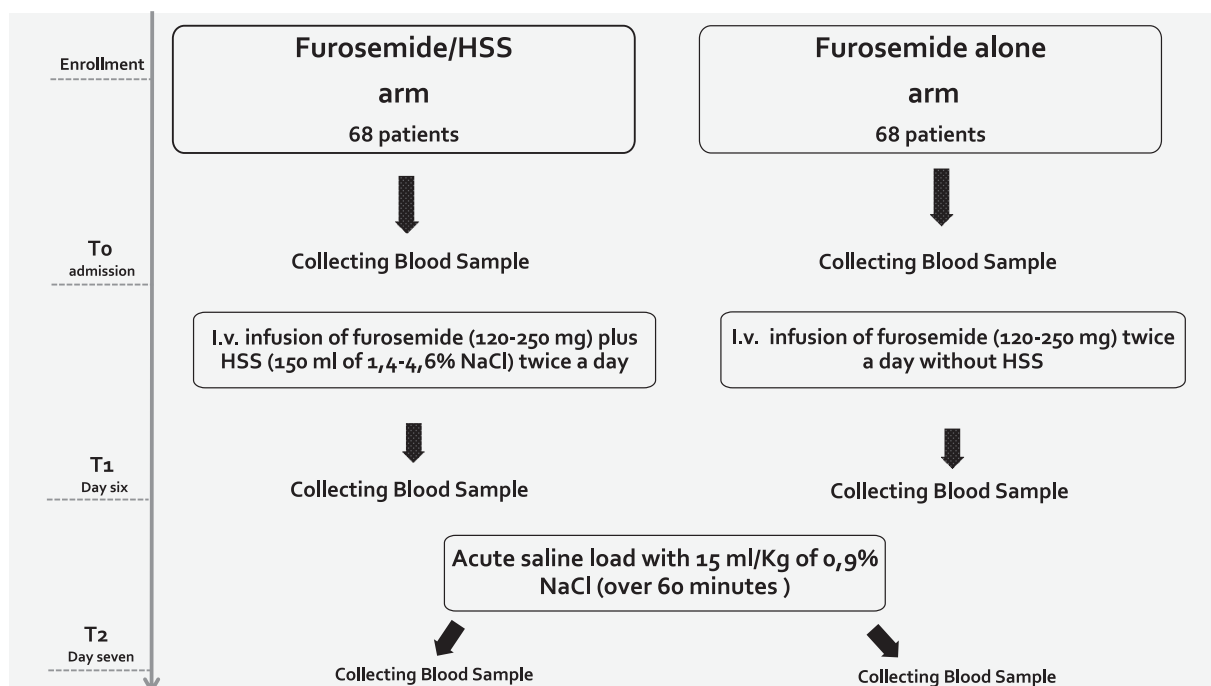 Enrollment
Furosemide/HSS
arm
68 patients
Furosemide alone
arm
68 patients
T0
admission
Collecting Blood Sample
Collecting Blood Sample
I.v. infusion of furosemide (120-250 mg) plus
HSS (150 ml of 1,4-4,6% NaCl) twice a day
I.v. infusion of furosemide (120-250 mg) twice
a day without HSS
T1
Day six
Collecting Blood Sample
Collecting Blood Sample
Acute saline load with 15 ml/Kg of 0,9%
NaCl (over 60 minutes )
T2
Day seven
Collecting Blood Sample
Collecting Blood Sample